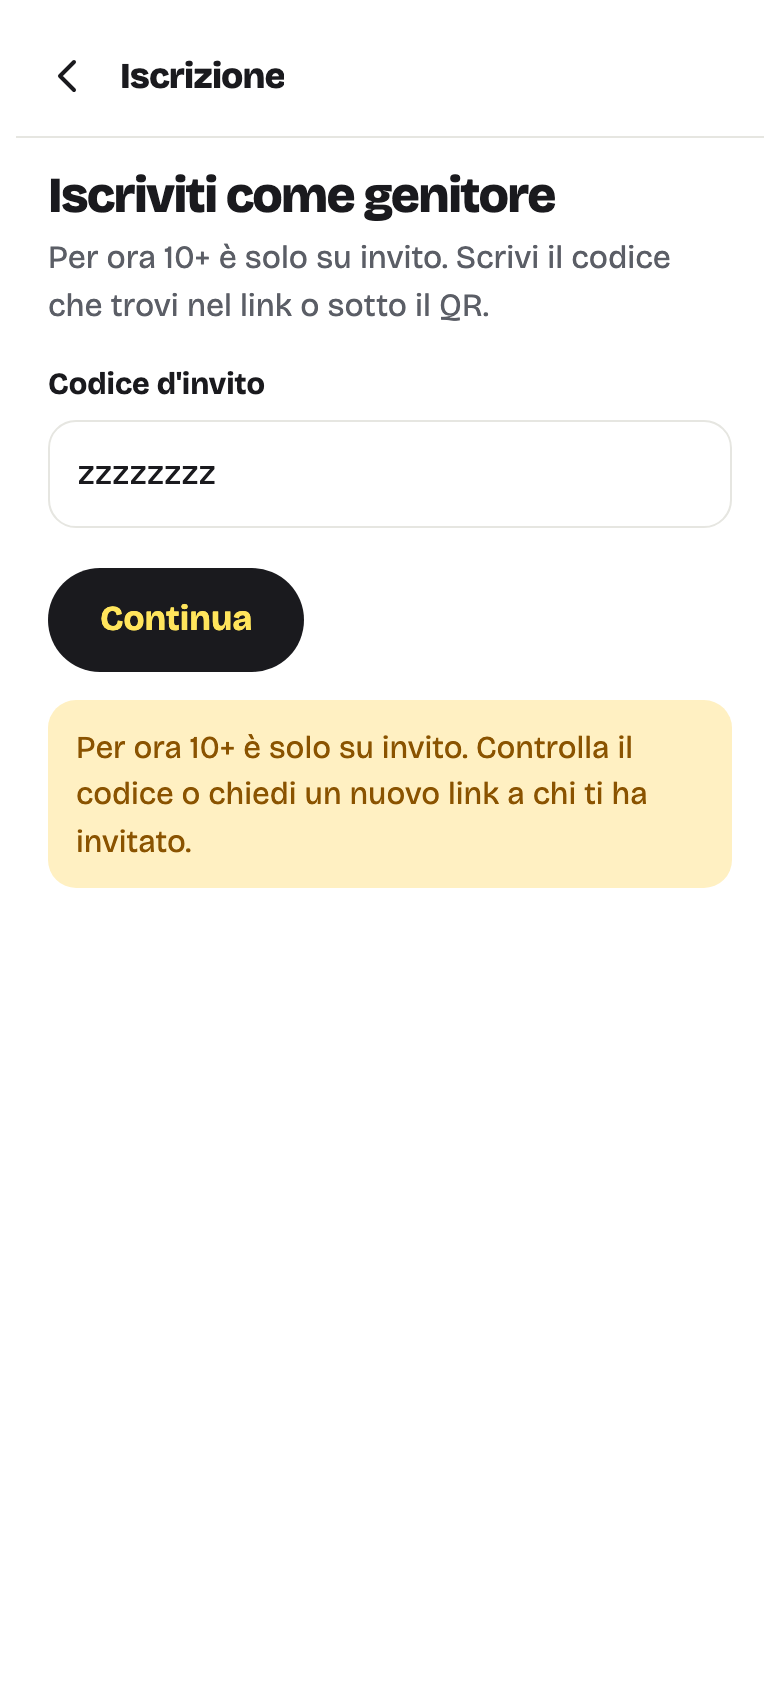 Iscrizione
Iscriviti come genitore
Per ora 10+ è solo su invito. Scrivi il codice
che trovi nel link o sotto il QR.
Codice d'invito
zzzzzzzz
Continua
Per ora 10+ è solo su invito. Controlla il
codice o chiedi un nuovo link a chi ti ha
invitato.